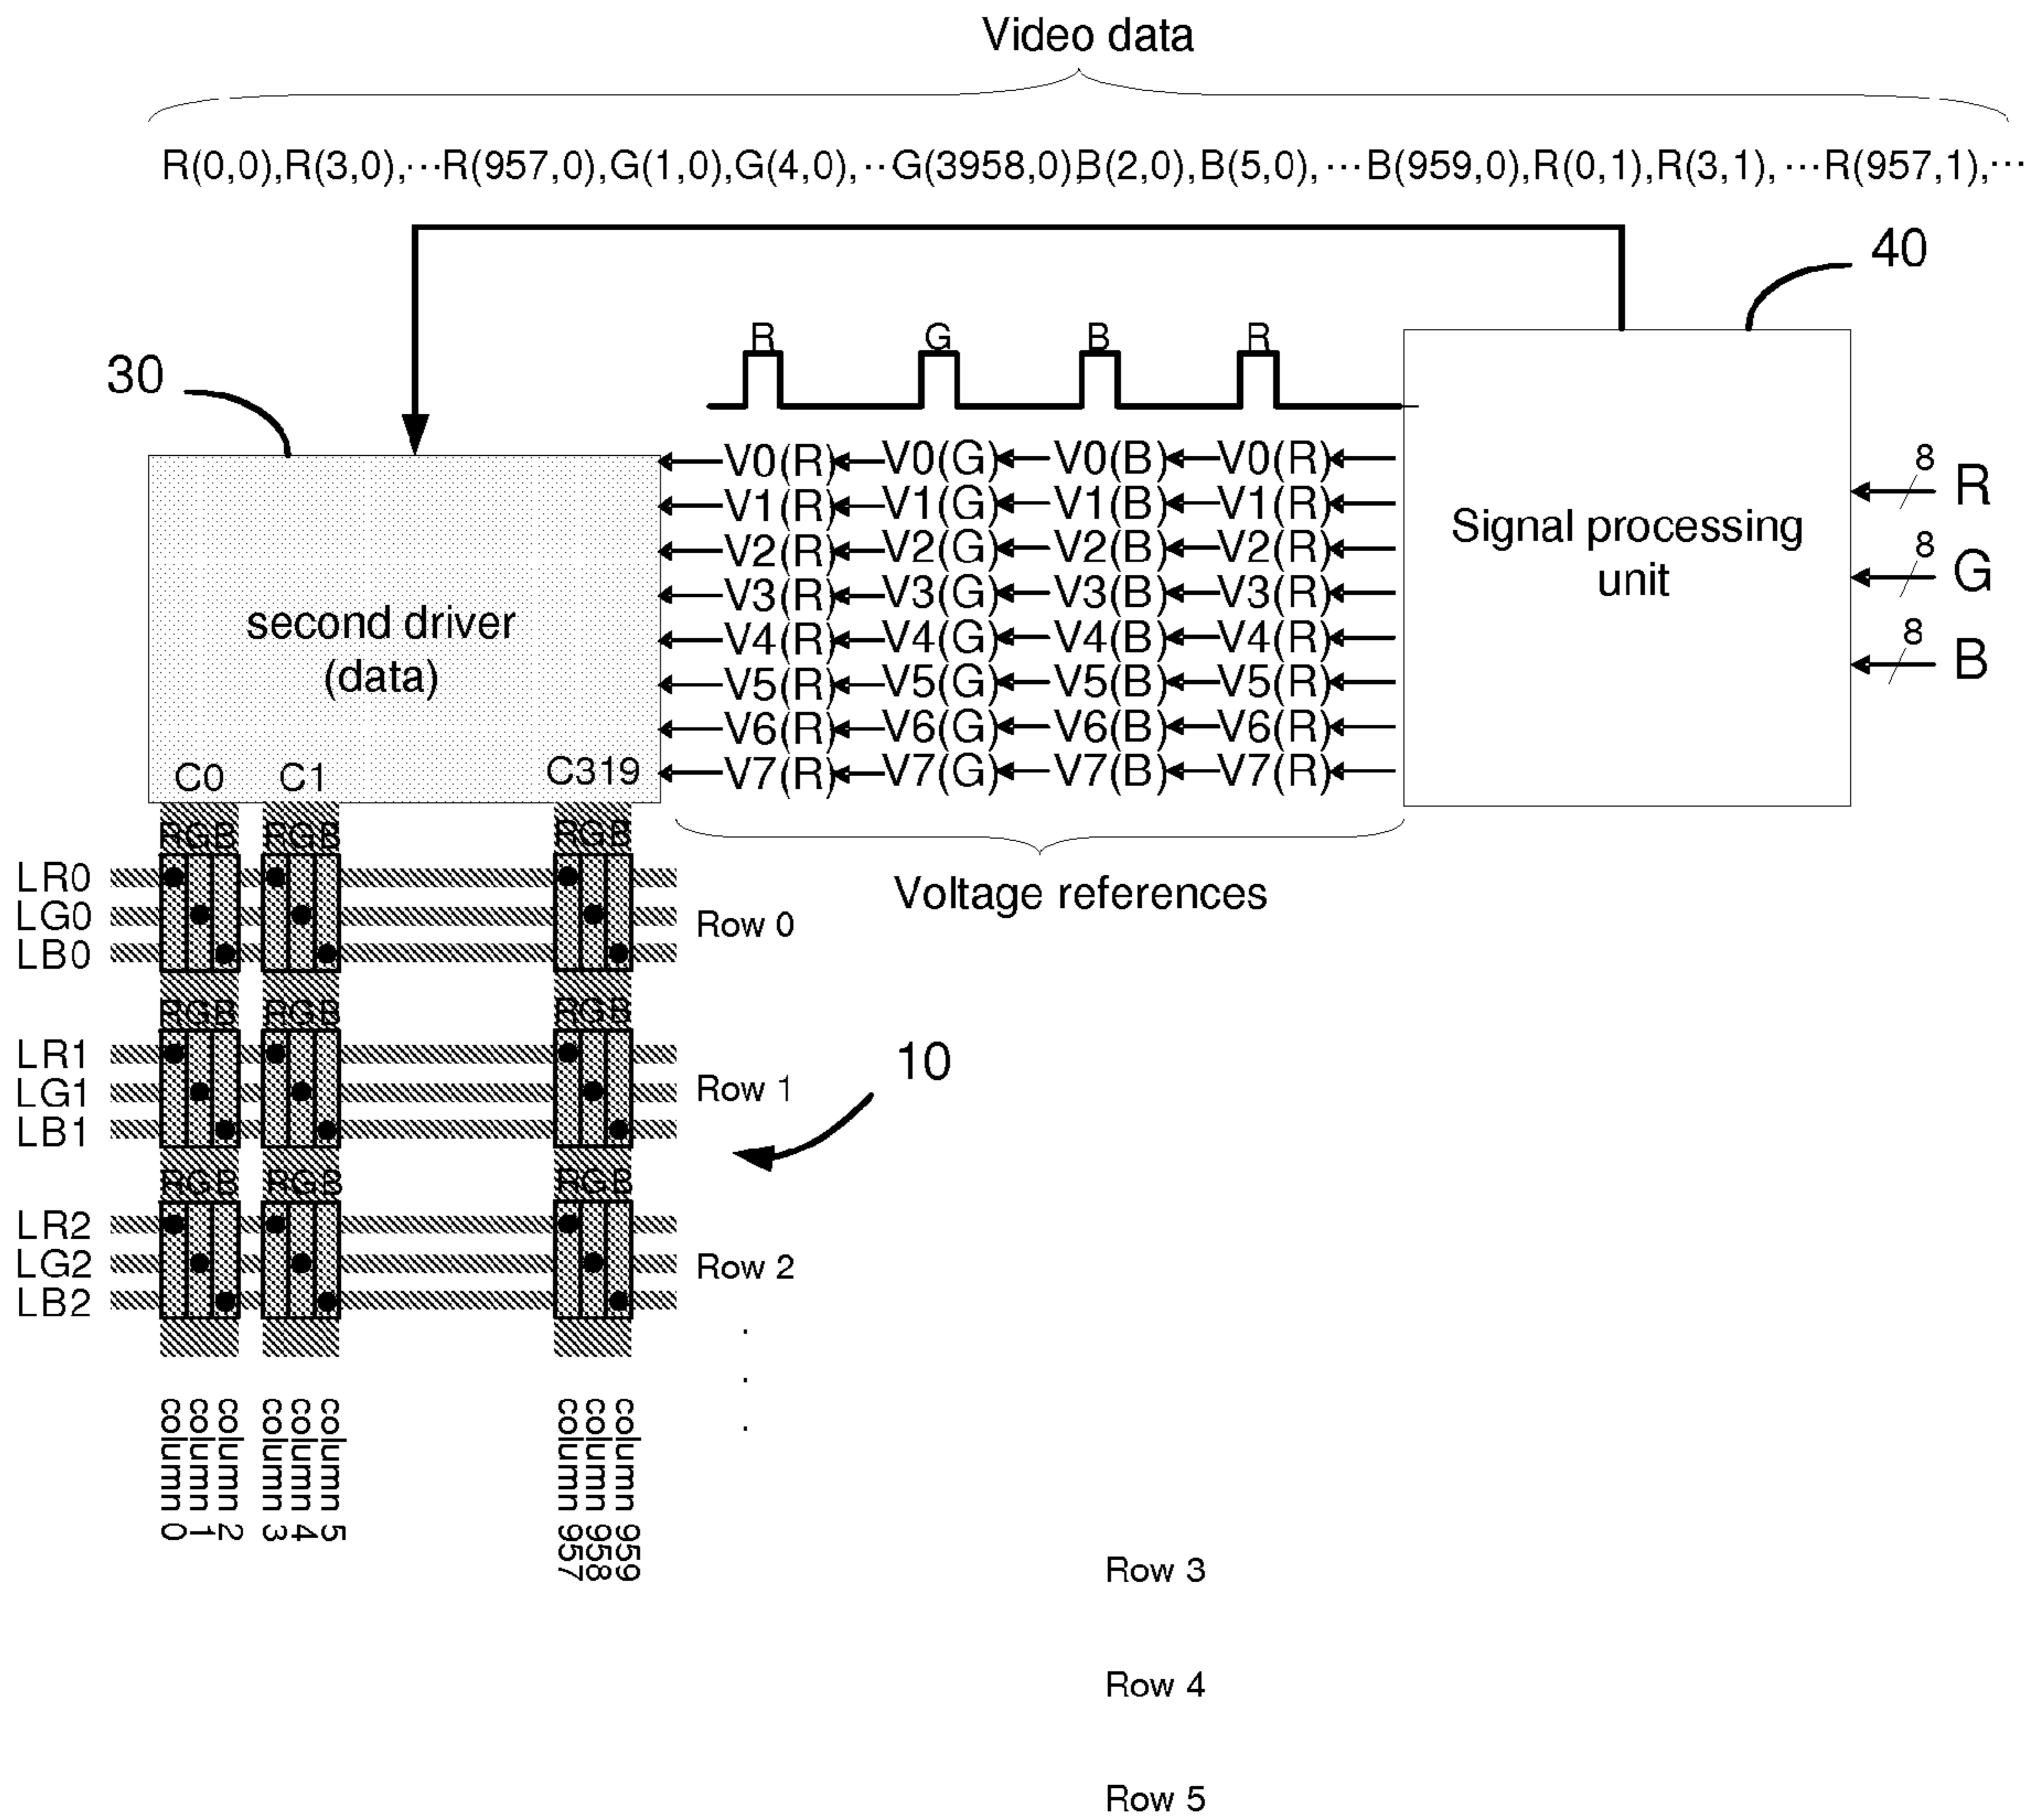 Video data
R(0,0),R(3,0),···R(957,0),G(1,0),G(4,0),··G(3958,0)B(2,0),B(5,0), ···B(959,0),R(0,1),R(3,1), ···R(957,1),···
40
R G B R
30
V0(R) V0(G) V0(B) V0(R)
V1(R) V1(G) V1(B) V1(R)
V2(R) V2(G) V2(B) V2(R)
V3(R) V3(G) V3(B) V3(R)
V4(R) V4(G) V4(B) V4(R)
V5(R) V5(G) V5(B) V5(R)
V6(R) V6(G) V6(B) V6(R)
V7(R) V7(G) V7(B) V7(R)
Signal processing
unit
8 R
8 G
8 B
second driver
(data)
C0 C1 C319
Voltage references
RGB RGB RGB
LR0
LG0
LB0
Row 0
RGB RGB RGB
LR1
LG1
LB1
Row 1
10
RGB RGB RGB
LR2
LG2
LB2
Row 2
.
.
.
column 0
column 1
column 2
column 3
column 4
column 5
column 957
column 958
column 959
Row 3
Row 4
Row 5